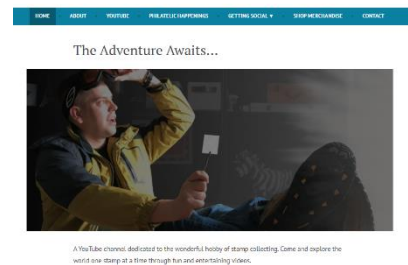 HOME ABOUT YOUTUBE PHILATELIC HAPPENINGS GETTING SOCIAL ▾ SHOP MERCHANDISE CONTACT
The Adventure Awaits...
A YouTube channel dedicated to the wonderful hobby of stamp collecting. Come and explore the
world one stamp at a time through fun and entertaining videos.